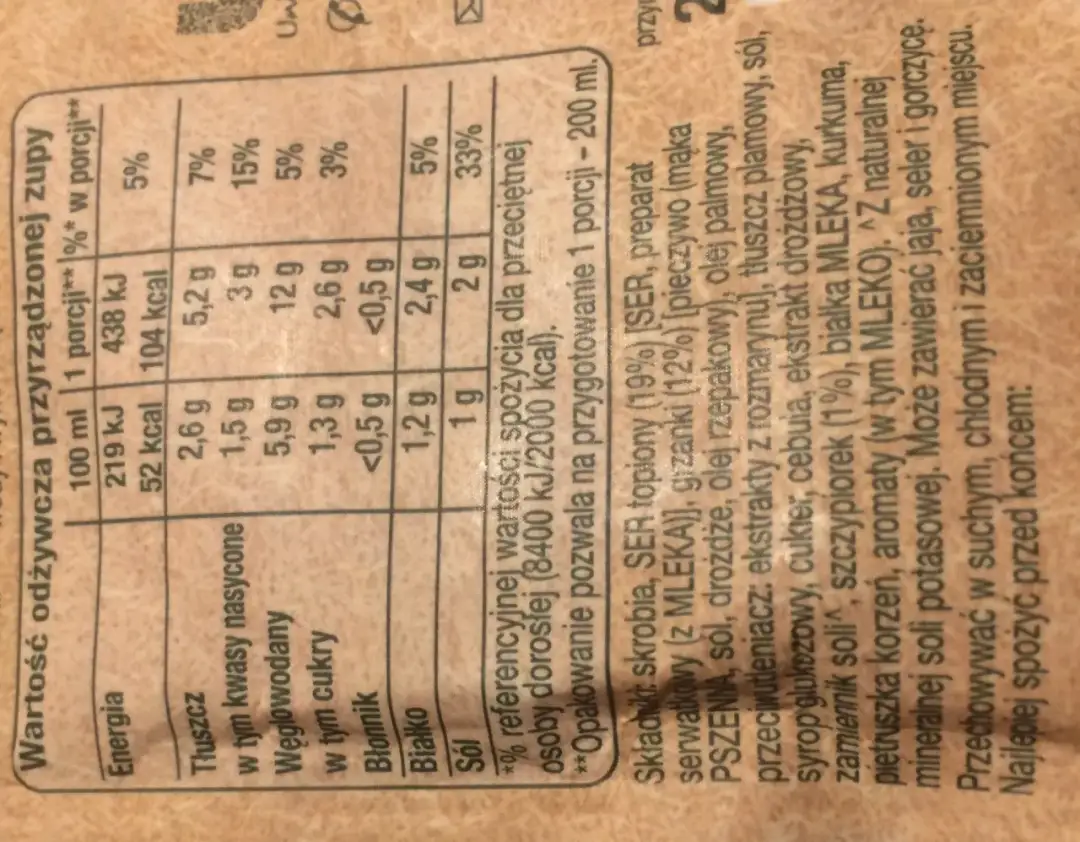 Wartość odżywcza przyrządzonej zupy
100 ml 1 porcji** %* w porcji**
Energia 219 kJ 438 kJ 5%
52 kcal 104 kcal
Tłuszcz 2,6 g 5,2 g 7%
w tym kwasy nasycone 1,5 g 3 g 15%
Węglowodany 5,9 g 12 g 5%
w tym cukry 1,3 g 2,6 g 3%
Błonnik <0,5 g <0,5 g
Białko 1,2 g 2,4 g 5%
Sól 1 g 2 g 33%
*% referencyjnej wartości spożycia dla przeciętnej
osoby dorosłej (8400 kJ/2000 kcal).
**Opakowanie pozwala na przygotowanie 1 porcji - 200 ml.
Składniki: skrobia, SER topiony (19%) [SER, preparat
serwatkowy (z MLEKA)], grzanki (12%) [pieczywo (mąka
PSZENNA, sól, drożdże, olej rzepakowy), olej palmowy,
przeciwutleniacz: ekstrakty z rozmarynu], tłuszcz palmowy, sól,
syrop glukozowy, cukier, cebula, ekstrakt drożdżowy,
zamiennik soli^, szczypiorek (1%), białka MLEKA, kurkuma,
pietruszka korzeń, aromaty (w tym MLEKO). ^Z naturalnej
mineralnej soli potasowej. Może zawierać jaja, seler i gorczycę.
Przechowywać w suchym, chłodnym i zaciemnionym miejscu.
Najlepiej spożyć przed końcem: